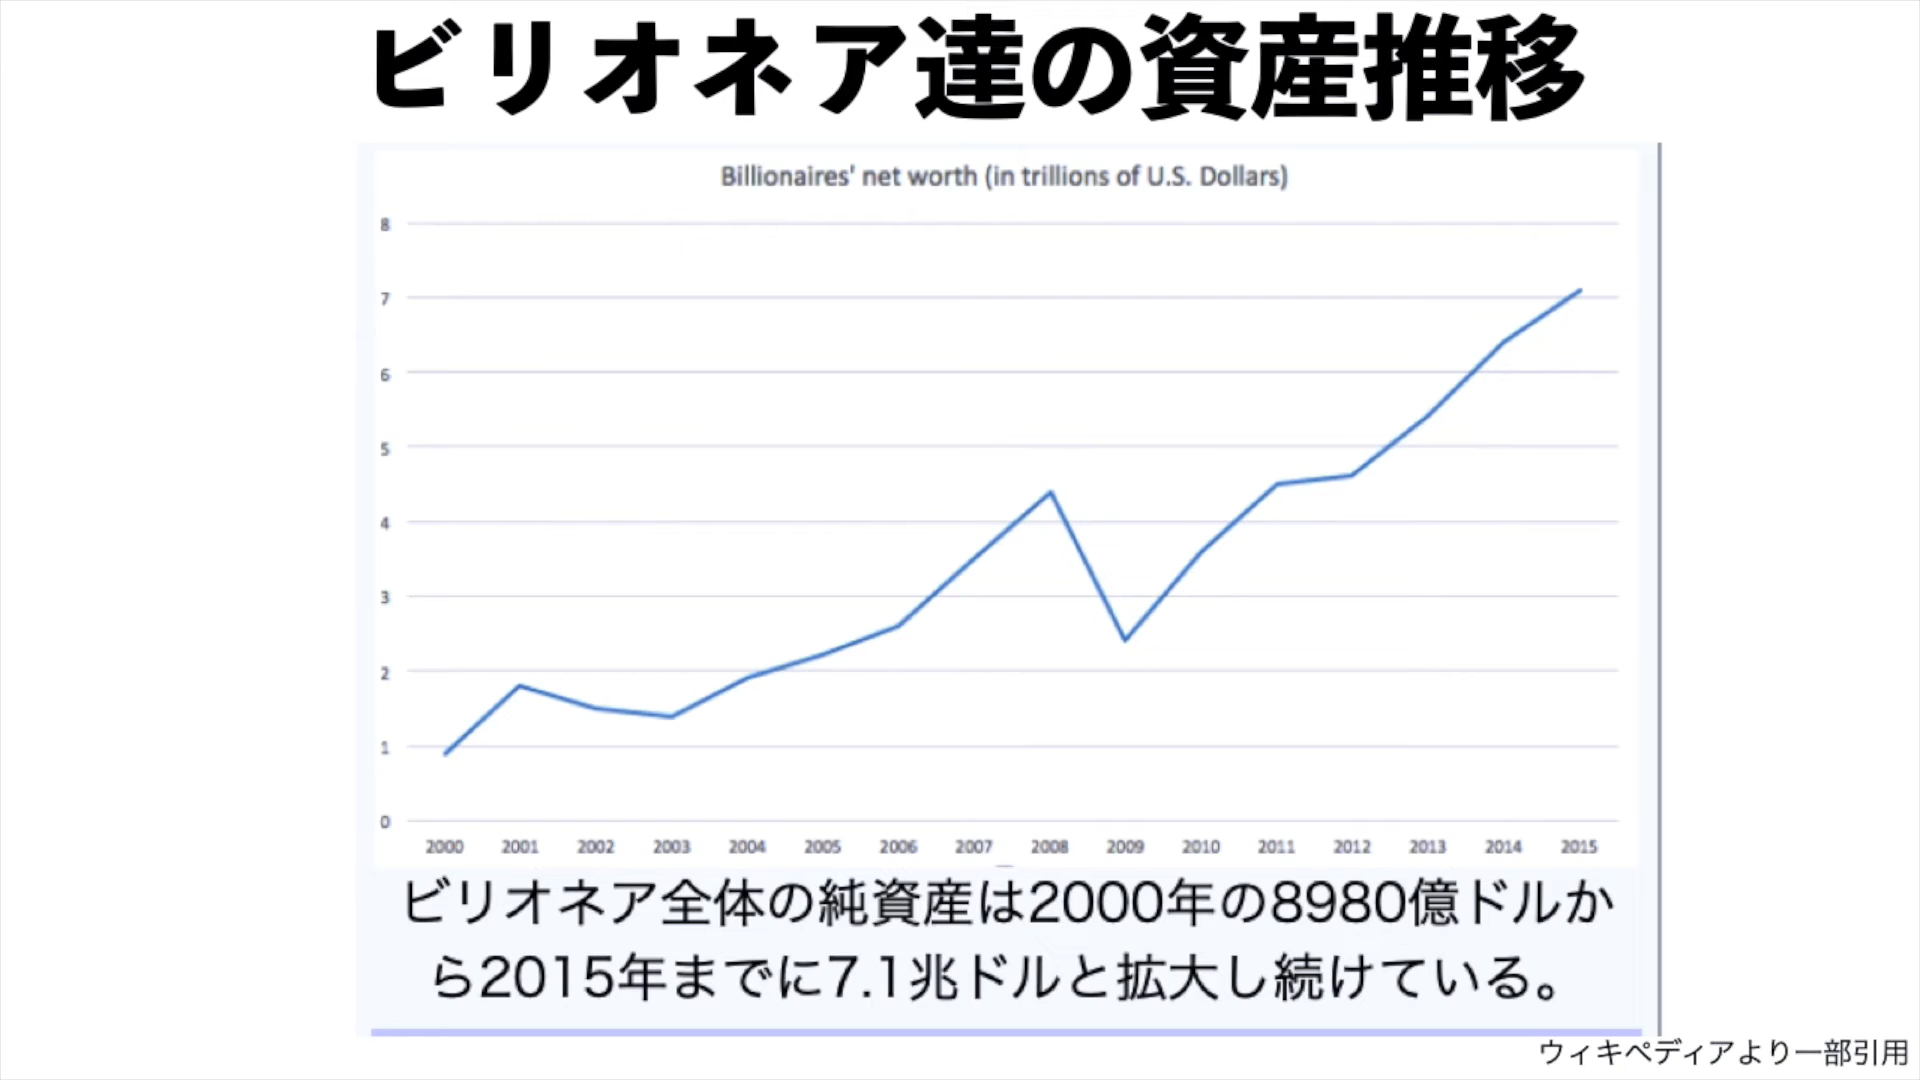 ビリオネア達の資産推移
Billionaires' net worth (in trillions of U.S. Dollars)
8
7
6
5
4
3
2
1
0
2000 2001 2002 2003 2004 2005 2006 2007 2008 2009 2010 2011 2012 2013 2014 2015
ビリオネア全体の純資産は2000年の8980億ドルか
ら2015年までに7.1兆ドルと拡大し続けている。
ウィキペディアより一部引用